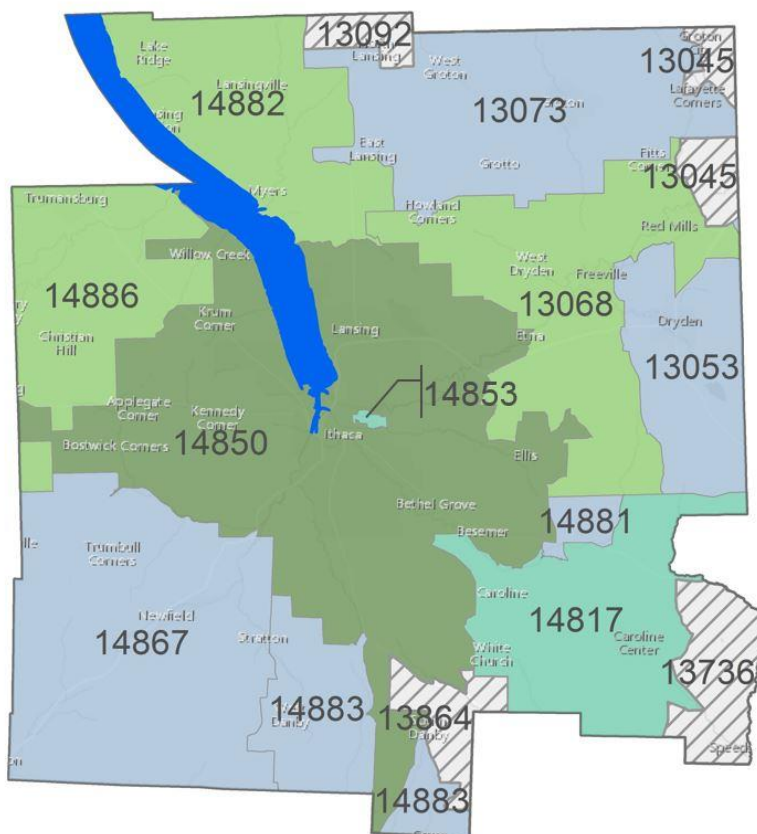 13092
Lansing
Groton
Lake
Ridge
West
Groton
13045
Lansingville
14882
13073
Lafayette
Corners
East
Lansing
Grotto
Fitts
13045
Myers
Trumansburg
Howland
Corners
Red Mills
Willow Creek
West
Dryden
Freeville
14886
13068
Krum
Corner
Lansing
Dryden
Christian
Hill
Etna
13053
14853
Applegate
Corner
Kennedy
Corner
14850
Ithaca
Bostwick Corners
Ellis
Bethel Grove
14881
Besemer
Trumbull
Corners
Caroline
Newfield
14817
14867
Stratton
White
Church
Caroline
Center
13736
14883
Danby
13864
Danby
Speed
14883